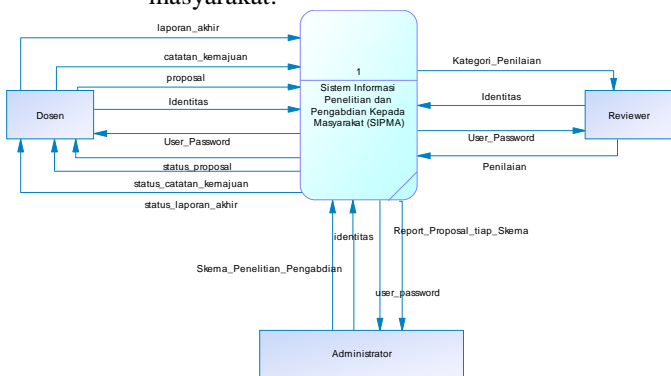 masyarakat.
laporan_akhir
catatan_kemajuan
proposal
Identitas
Dosen
User_Password
status_proposal
status_catatan_kemajuan
status_laporan_akhir
1
Sistem Informasi
Penelitian dan
Pengabdian Kepada
Masyarakat (SIPMA)
Kategori_Penilaian
Identitas
Reviewer
User_Password
Penilaian
identitas
Report_Proposal_tiap_Skema
Skema_Penelitian_Pengabdian
user_password
Administrator